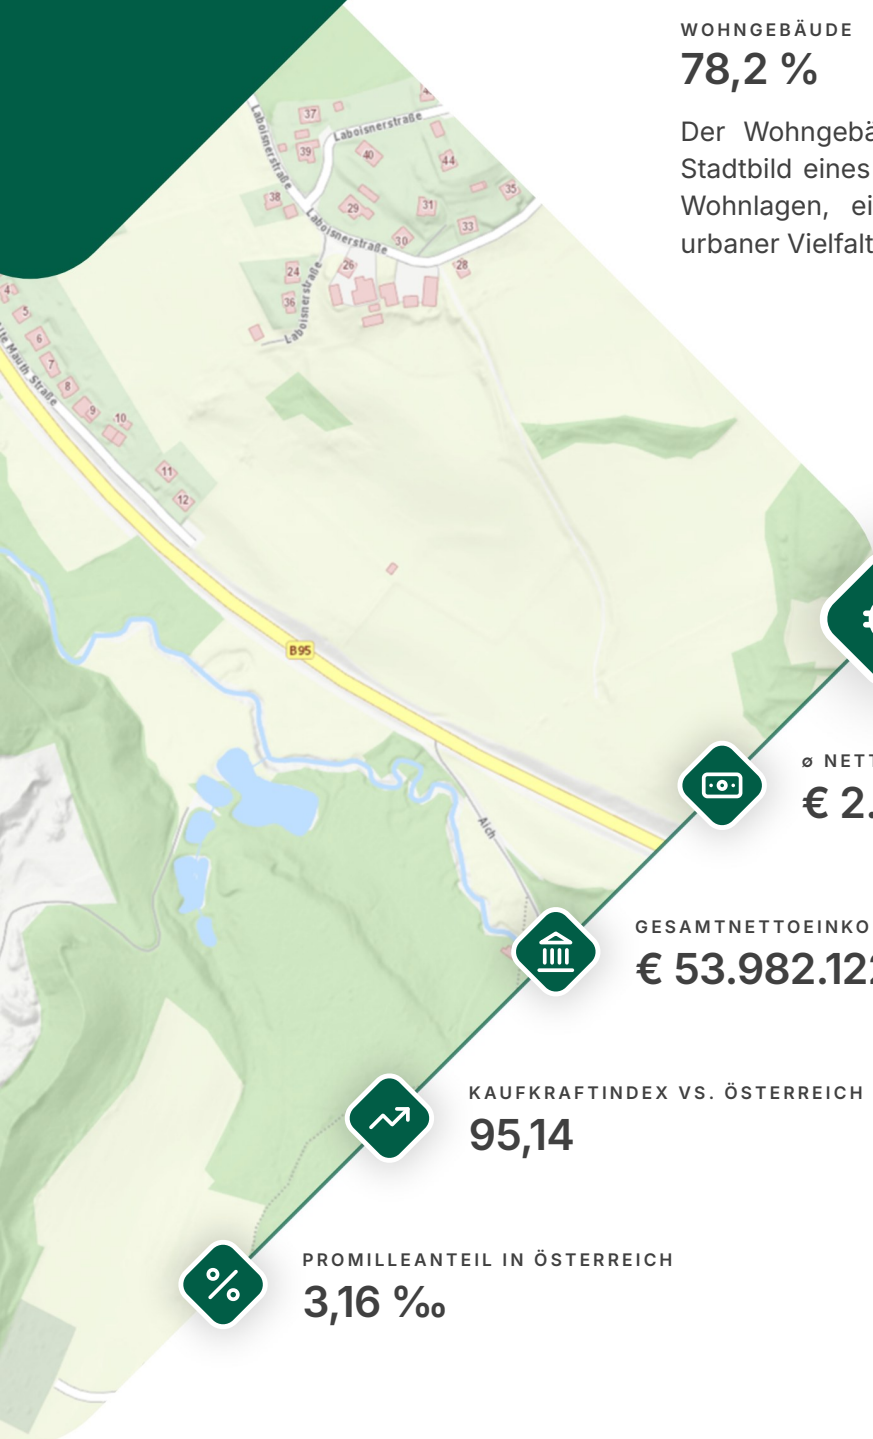 WOHNGEBÄUDE
78,2 %
Der Wohngebä
Stadtbild eines
Wohnlagen, ei
urbaner Vielfalt
37
Laboisnerstraße
Laboisnerstraße
39
40
44
38
35
29
31
33
Laboisnerstraße
30
24
26
28
36
Laboisnerstraße
4
5
6
7
8
9
10
11
12
lte Mauth Straße
B95
Aich
ø NETT
€ 2.
GESAMTNETTOEINKO
€ 53.982.122
KAUFKRAFTINDEX VS. ÖSTERREICH
95,14
PROMILLEANTEIL IN ÖSTERREICH
3,16 ‰